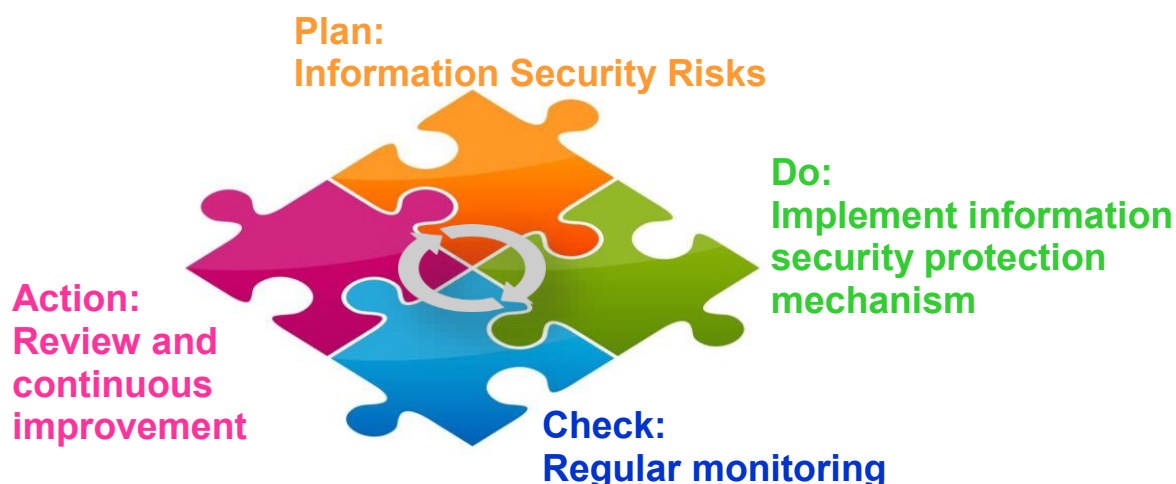 Plan:
Information Security Risks
Do:
Implement information
security protection
mechanism
Action:
Review and
continuous
improvement
Check:
Regular monitoring